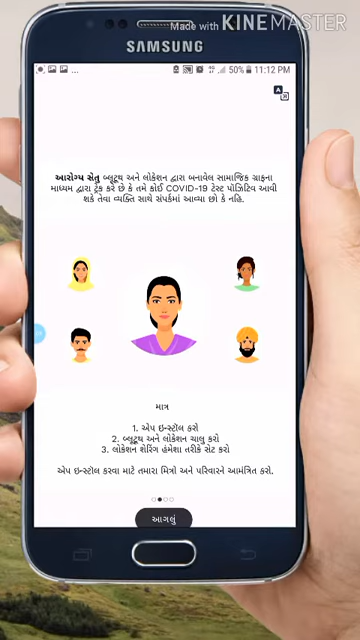 Made with
KINEMASTER
SAMSUNG
50% 11:12 PM
આરોગ્ય સેતુ બ્લૂટૂથ અને લોકેશન દ્વારા બનાવેલ સામાજિક ગ્રાફના
માધ્યમ દ્વારા ટ્રેક કરે છે કે તમે કોઈ COVID-19 ટેસ્ટ પૉઝિટિવ આવી
શકે તેવા વ્યક્તિ સાથે સંપર્કમાં આવ્યા છો કે નહિ.
માત્ર
1. એપ ઇન્સ્ટૉલ કરો
2. બ્લૂટૂથ અને લોકેશન ચાલુ કરો
3. લોકેશન શેરિંગ હંમેશા તરીકે સેટ કરો
એપ ઇન્સ્ટૉલ કરવા માટે તમારા મિત્રો અને પરિવારને આમંત્રિત કરો.
આગલું